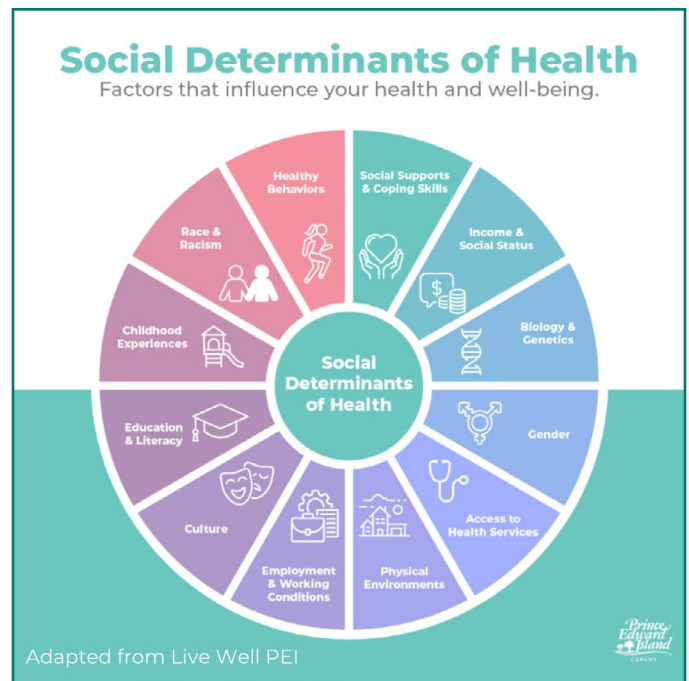 Social Determinants of Health
Factors that influence your health and well-being.
Healthy
Behaviors
Social Supports
& Coping Skills
Income &
Social Status
Biology &
Genetics
Gender
Access to
Health Services
Physical
Environments
Employment
& Working
Conditions
Culture
Education
& Literacy
Childhood
Experiences
Race &
Racism
$
Social
Determinants
of Health
Adapted from Live Well PEI
Prince
Edward
Island
CANADA